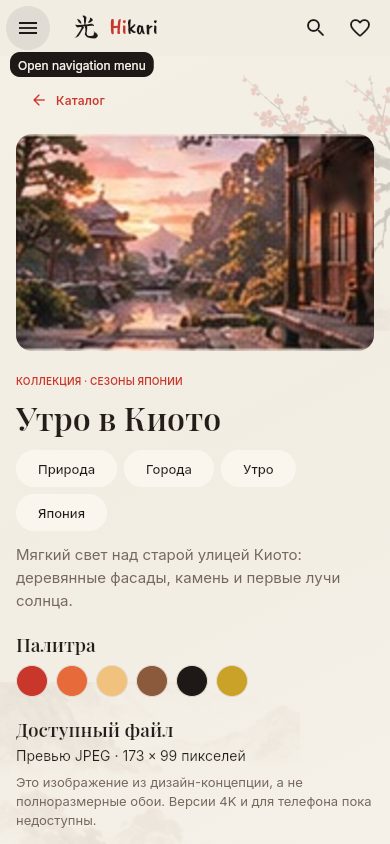 光 Hikari
Open navigation menu
Каталог
КОЛЛЕКЦИЯ · СЕЗОНЫ ЯПОНИИ
Утро в Киото
Природа Города Утро
Япония
Мягкий свет над старой улицей Киото:
деревянные фасады, камень и первые лучи
солнца.
Палитра
Доступный файл
Превью JPEG · 173 × 99 пикселей
Это изображение из дизайн-концепции, а не
полноразмерные обои. Версии 4K и для телефона пока
недоступны.